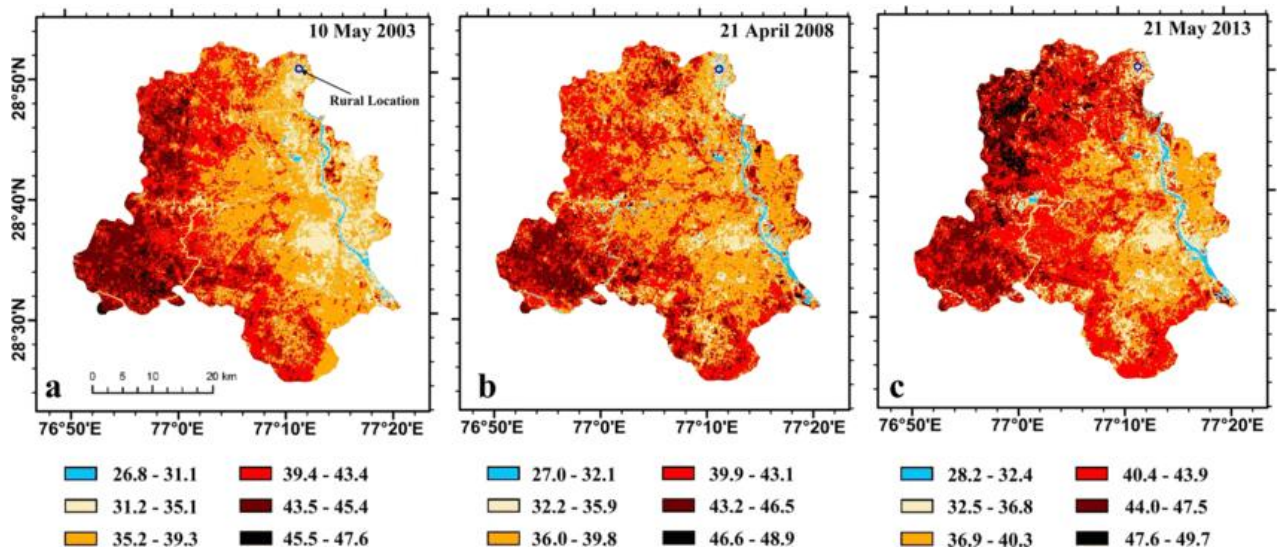 10 May 2003
21 April 2008
21 May 2013
28°50'N
28°40'N
28°30'N
Rural Location
0 5 10 20 km
a
b
c
76°50'E 77°0'E 77°10'E 77°20'E
76°50'E 77°0'E 77°10'E 77°20'E
76°50'E 77°0'E 77°10'E 77°20'E
26.8 - 31.1
31.2 - 35.1
35.2 - 39.3
39.4 - 43.4
43.5 - 45.4
45.5 - 47.6
27.0 - 32.1
32.2 - 35.9
36.0 - 39.8
39.9 - 43.1
43.2 - 46.5
46.6 - 48.9
28.2 - 32.4
32.5 - 36.8
36.9 - 40.3
40.4 - 43.9
44.0 - 47.5
47.6 - 49.7